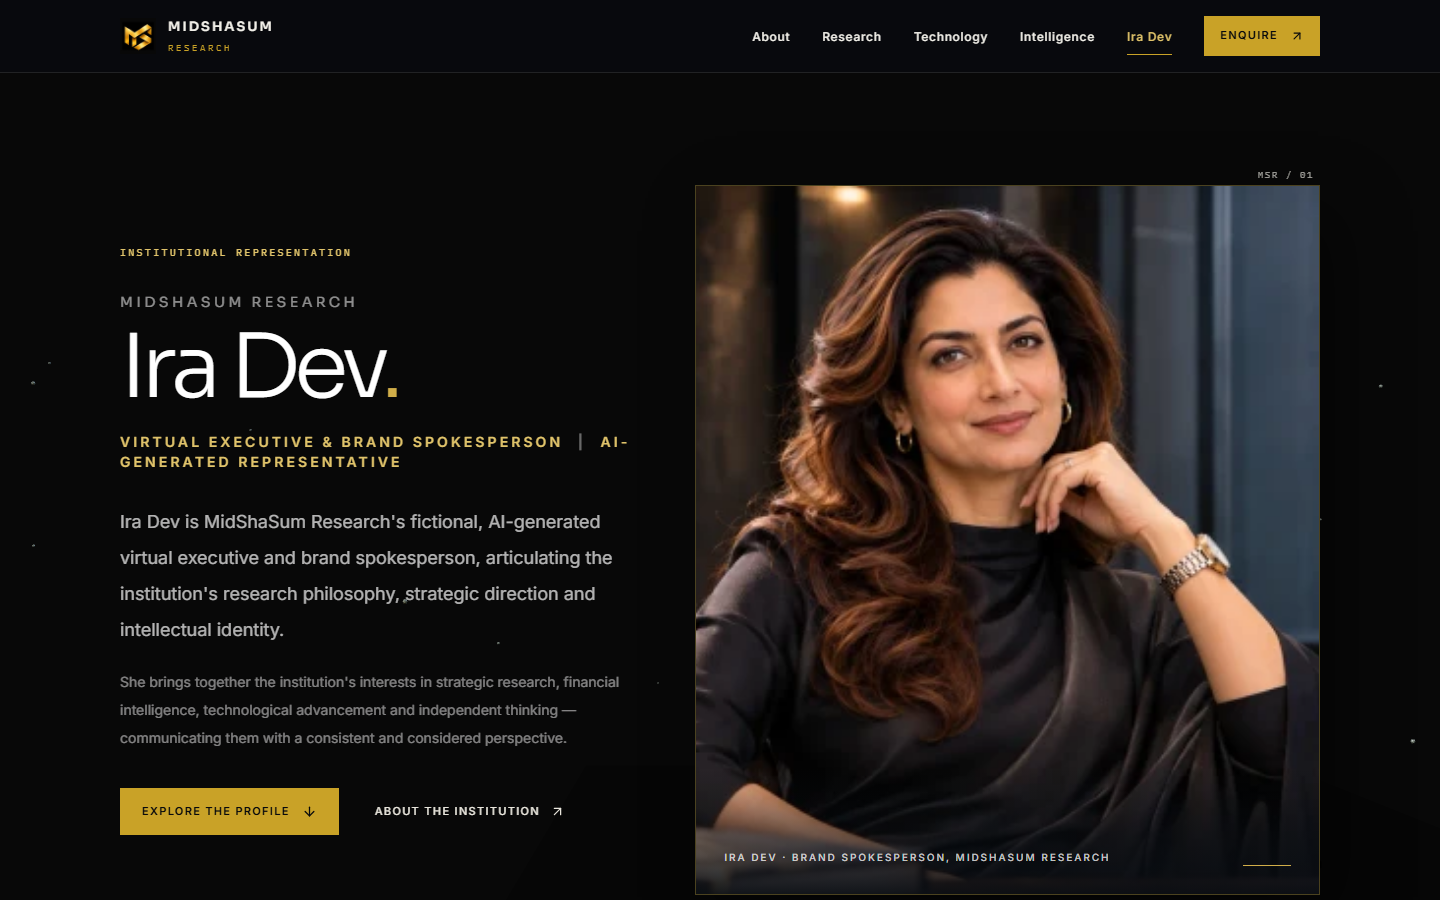 MIDSHASUM
RESEARCH
About
Research
Technology
Intelligence
Ira Dev
ENQUIRE
MSR / 01
INSTITUTIONAL REPRESENTATION
MIDSHASUM RESEARCH
Ira Dev.
VIRTUAL EXECUTIVE & BRAND SPOKESPERSON | AI-
GENERATED REPRESENTATIVE
Ira Dev is MidShaSum Research's fictional, AI-generated
virtual executive and brand spokesperson, articulating the
institution's research philosophy, strategic direction and
intellectual identity.
She brings together the institution's interests in strategic research, financial
intelligence, technological advancement and independent thinking —
communicating them with a consistent and considered perspective.
EXPLORE THE PROFILE
ABOUT THE INSTITUTION
IRA DEV · BRAND SPOKESPERSON, MIDSHASUM RESEARCH